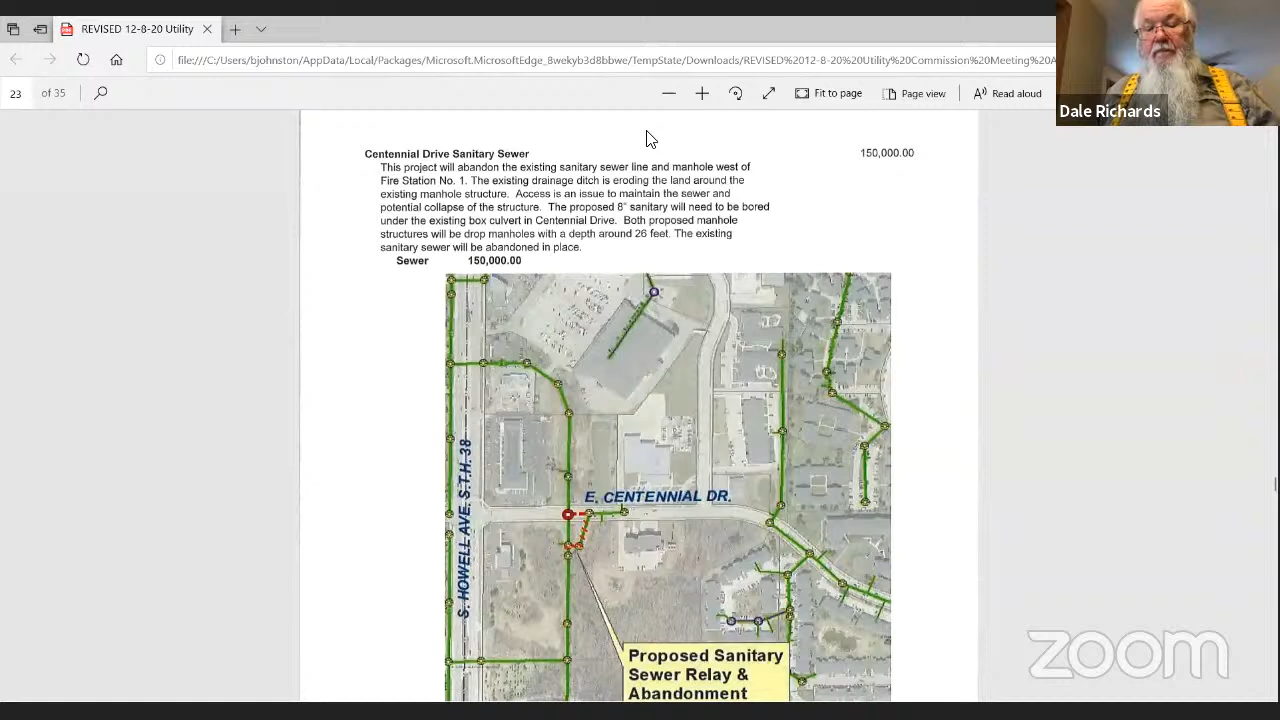 REVISED 12-8-20 Utility
file:///C:/Users/bjohnston/AppData/Local/Packages/Microsoft.MicrosoftEdge_8wekyb3d8bbwe/TempState/Downloads/REVISED%2012-8-20%20Utility%20Commission%20Meeting%20A
23 of 35
Fit to page
Page view
Read aloud
Dale Richards
Centennial Drive Sanitary Sewer 150,000.00
This project will abandon the existing sanitary sewer line and manhole west of
Fire Station No. 1. The existing drainage ditch is eroding the land around the
existing manhole structure. Access is an issue to maintain the sewer and
potential collapse of the structure. The proposed 8" sanitary will need to be bored
under the existing box culvert in Centennial Drive. Both proposed manhole
structures will be drop manholes with a depth around 26 feet. The existing
sanitary sewer will be abandoned in place.
Sewer 150,000.00
S. HOWELL AVE. S.T.H. 38
E. CENTENNIAL DR.
Proposed Sanitary
Sewer Relay &
Abandonment
zoom